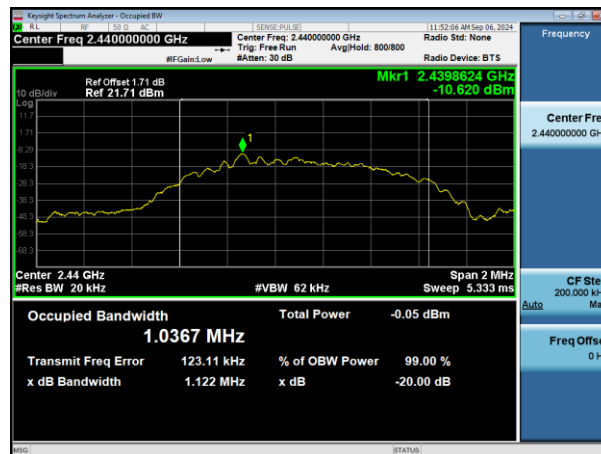 Keysight Spectrum Analyzer - Occupied BW
RL RF 50 Ω AC SENSE:PULSE 11:52:06 AM Sep 06, 2024
Center Freq 2.440000000 GHz
Center Freq: 2.440000000 GHz Radio Std: None
Trig: Free Run Avg|Hold: 800/800
#IFGain:Low #Atten: 30 dB Radio Device: BTS
Frequency
Ref Offset 1.71 dB Mkr1 2.4398624 GHz
10 dB/div Ref 21.71 dBm -10.620 dBm
Log
11.7
1.71
-8.29
-18.3
-28.3
-38.3
-48.3
-58.3
-68.3
1
Center 2.44 GHz Span 2 MHz
#Res BW 20 kHz #VBW 62 kHz Sweep 5.333 ms
Occupied Bandwidth Total Power -0.05 dBm
1.0367 MHz
Transmit Freq Error 123.11 kHz % of OBW Power 99.00 %
x dB Bandwidth 1.122 MHz x dB -20.00 dB
Center Fre
2.440000000 GH
CF Ste
200.000 kH
Auto Ma
Freq Offse
0 H
MSG STATUS